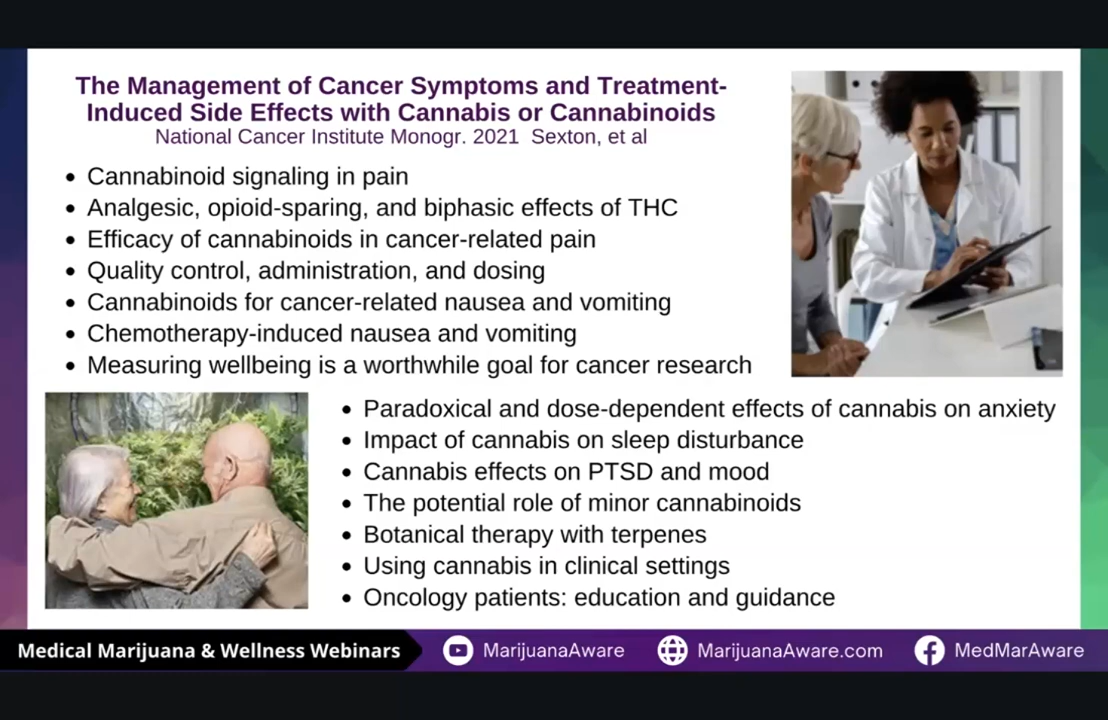 The Management of Cancer Symptoms and Treatment-
Induced Side Effects with Cannabis or Cannabinoids
National Cancer Institute Monogr. 2021 Sexton, et al
• Cannabinoid signaling in pain
• Analgesic, opioid-sparing, and biphasic effects of THC
• Efficacy of cannabinoids in cancer-related pain
• Quality control, administration, and dosing
• Cannabinoids for cancer-related nausea and vomiting
• Chemotherapy-induced nausea and vomiting
• Measuring wellbeing is a worthwhile goal for cancer research
• Paradoxical and dose-dependent effects of cannabis on anxiety
• Impact of cannabis on sleep disturbance
• Cannabis effects on PTSD and mood
• The potential role of minor cannabinoids
• Botanical therapy with terpenes
• Using cannabis in clinical settings
• Oncology patients: education and guidance
Medical Marijuana & Wellness Webinars MarijuanaAware MarijuanaAware.com MedMarAware